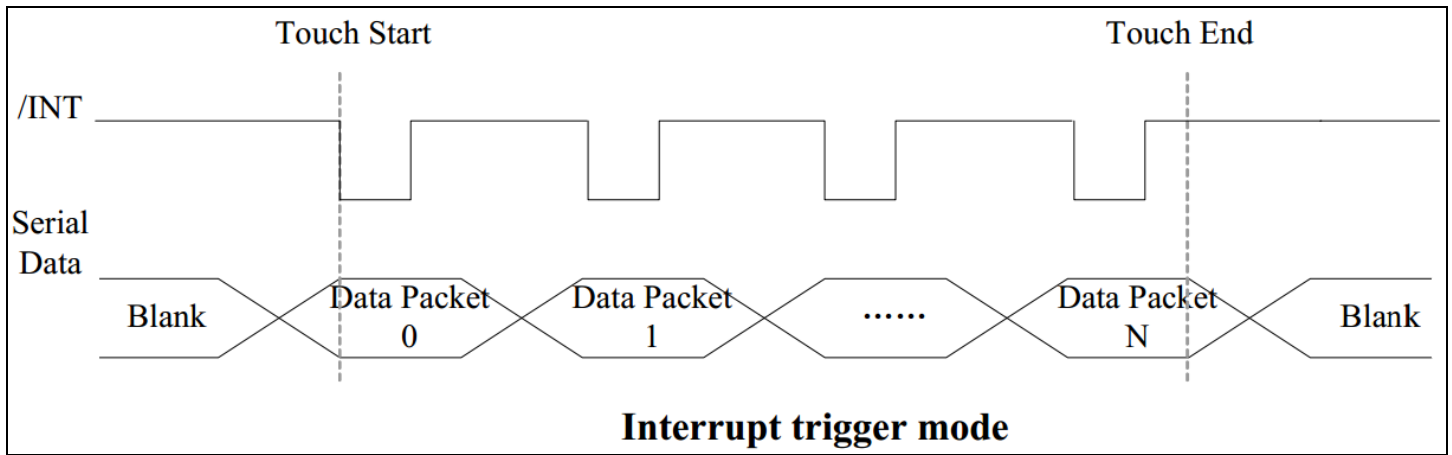 Touch Start
Touch End
/INT
Serial
Data
Blank
Data Packet
0
Data Packet
1
......
Data Packet
N
Blank
Interrupt trigger mode